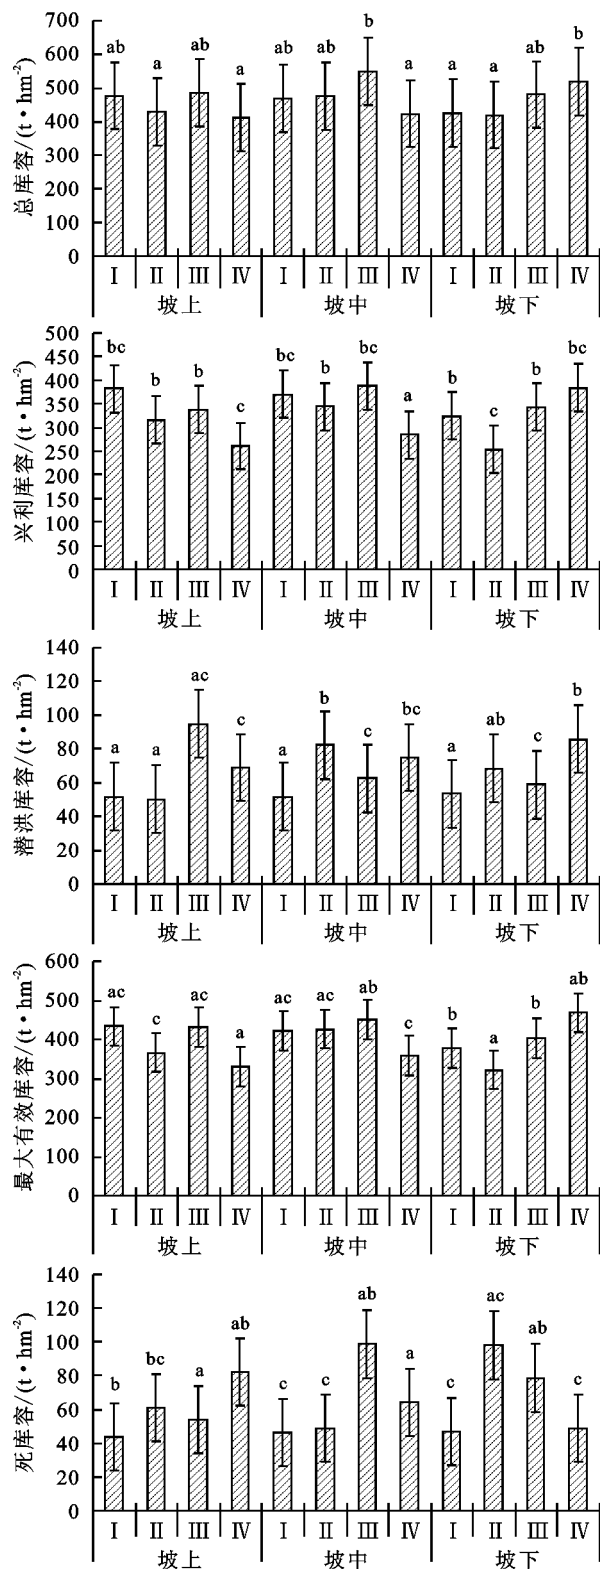 总库容/(t·hm-2)
700
600
500
400
300
200
100
0
ab a ab a ab ab b a a a ab b
I II III IV I II III IV I II III IV
坡上 坡中 坡下
兴利库容/(t·hm-2)
500
450
400
350
300
250
200
150
100
50
0
bc b b c bc b bc a b c b bc
I II III IV I II III IV I II III IV
坡上 坡中 坡下
潜洪库容/(t·hm-2)
140
120
100
80
60
40
20
0
a a ac c a b c bc a ab c b
I II III IV I II III IV I II III IV
坡上 坡中 坡下
最大有效库容/(t·hm-2)
600
500
400
300
200
100
0
ac c ac a ac ac ab c b a b ab
I II III IV I II III IV I II III IV
坡上 坡中 坡下
死库容/(t·hm-2)
140
120
100
80
60
40
20
0
b bc a ab c c ab a c ac ab c
I II III IV I II III IV I II III IV
坡上 坡中 坡下